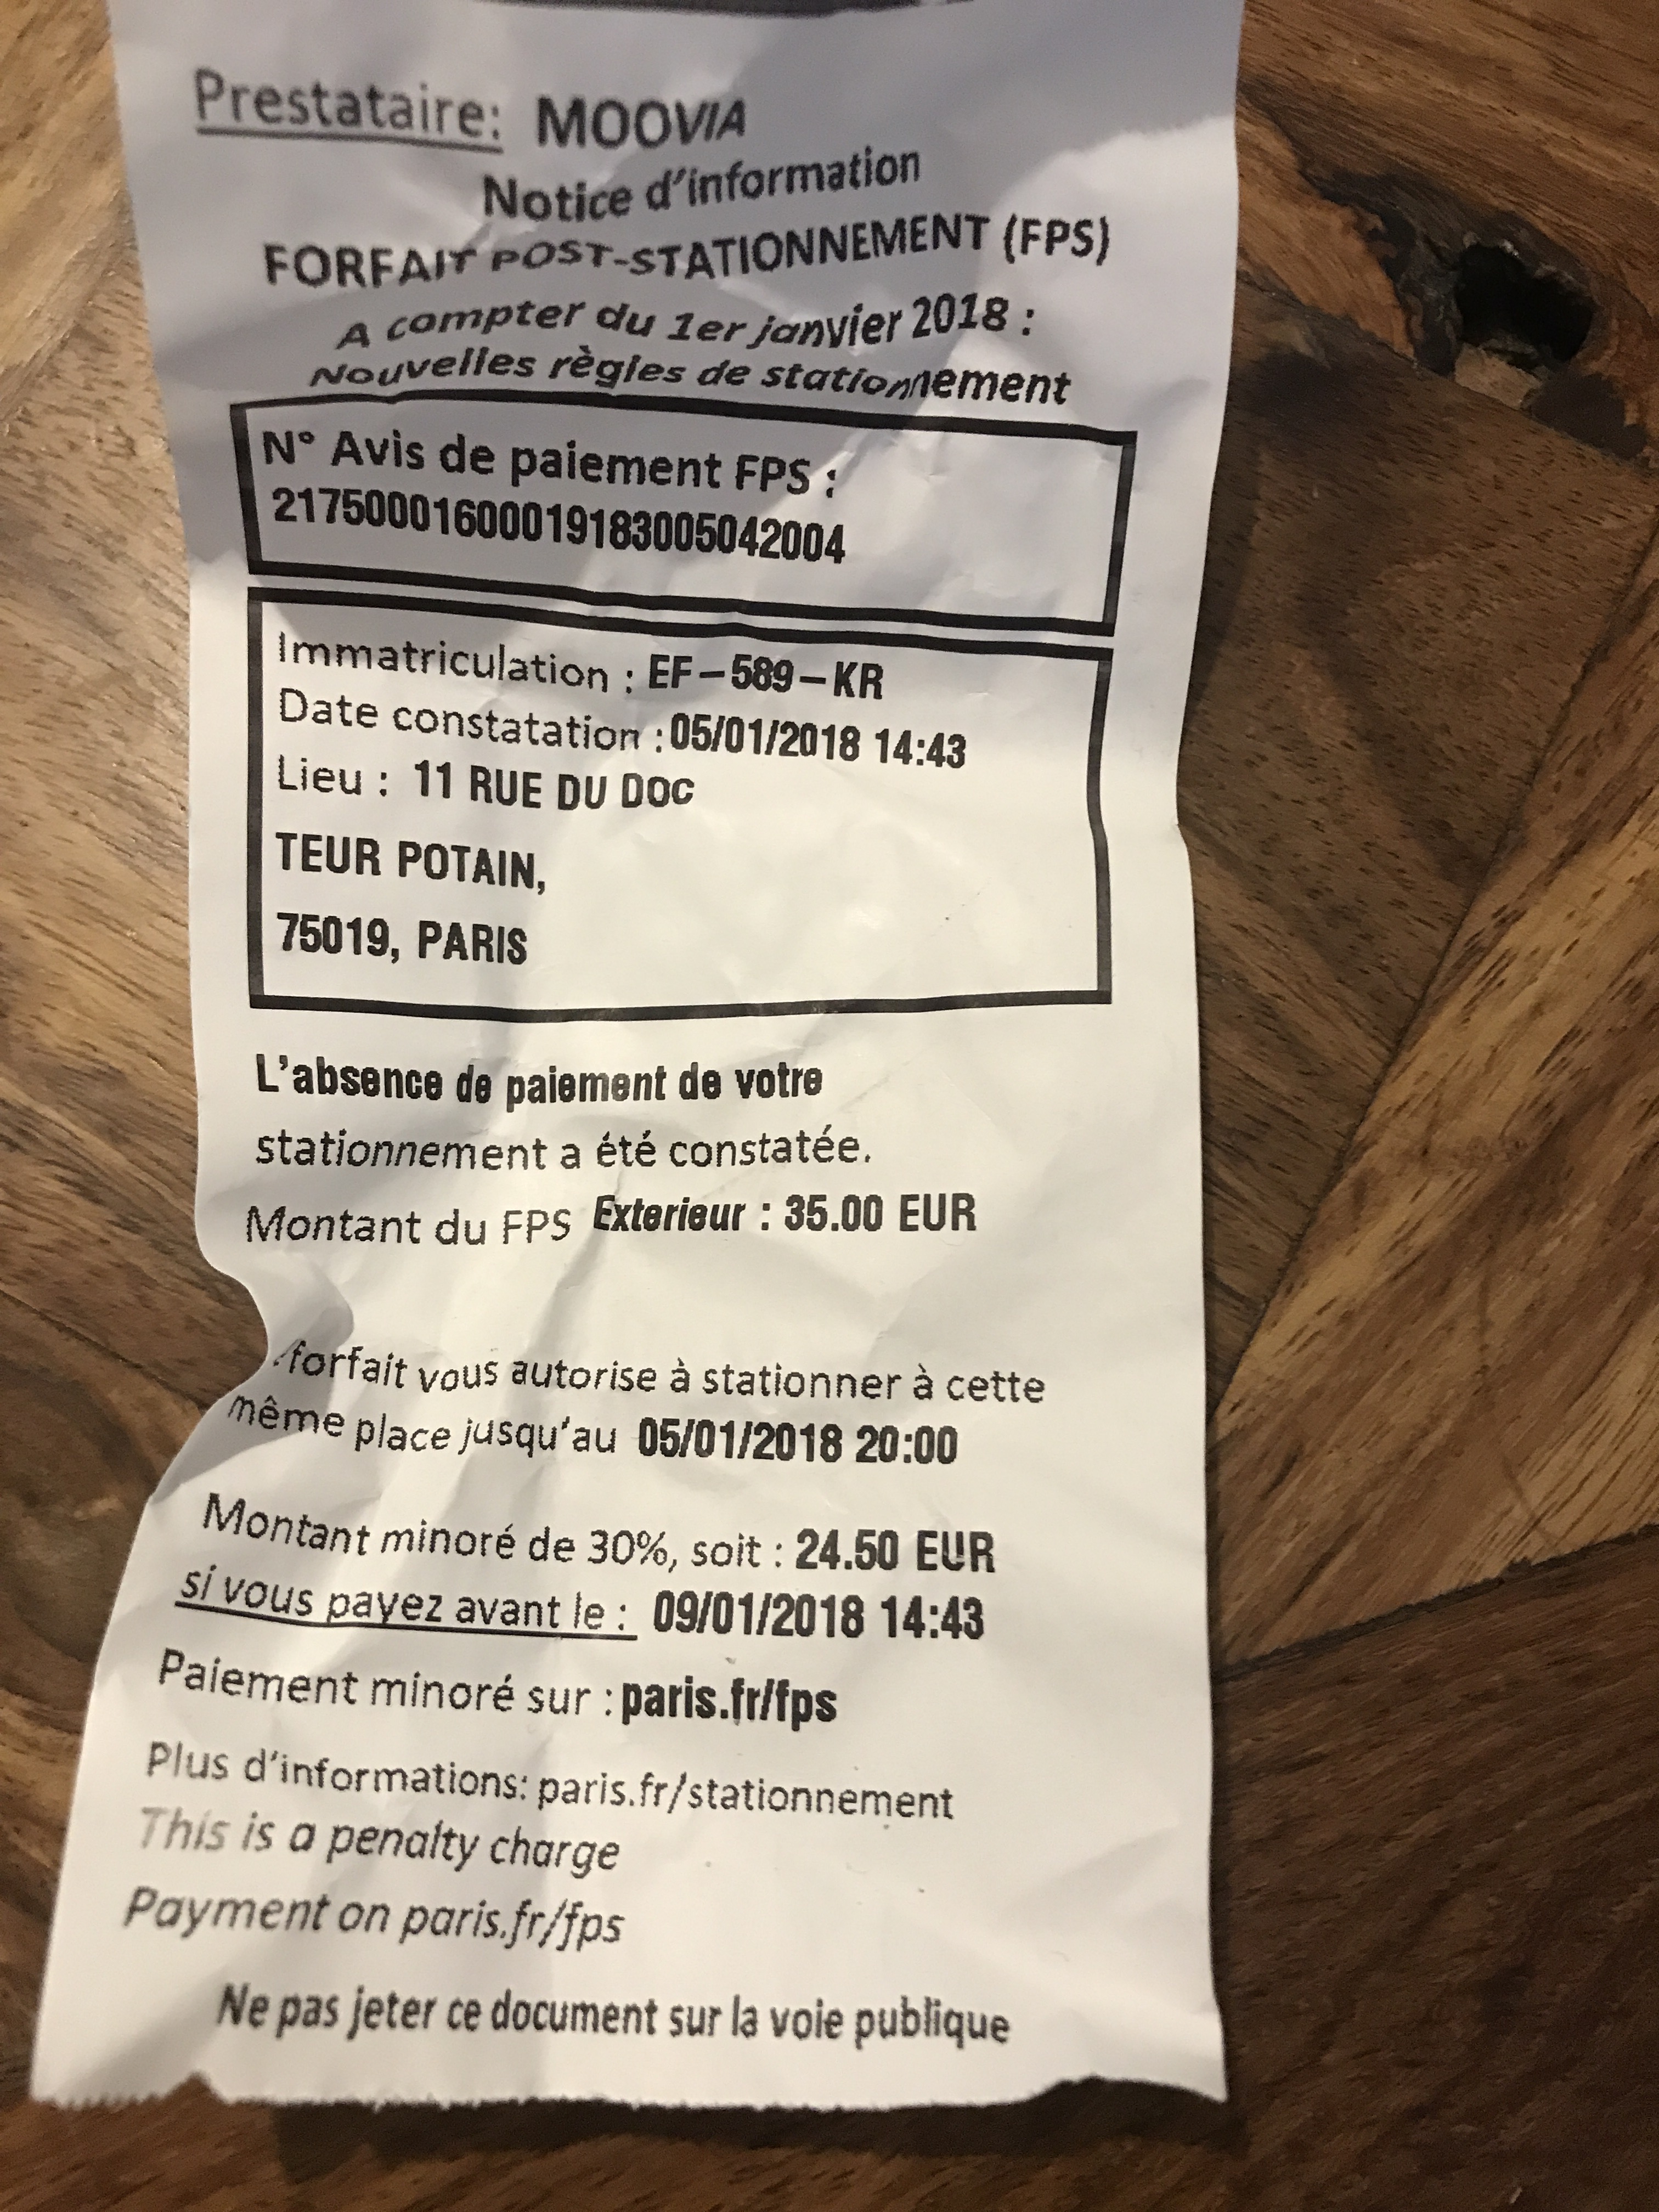 Prestataire: MOOVIA
Notice d'information
FORFAIT POST-STATIONNEMENT (FPS)
A compter du 1er janvier 2018 :
Nouvelles règles de stationnement
N° Avis de paiement FPS :
21750001600019183005042004
Immatriculation : EF-589-KR
Date constatation : 05/01/2018 14:43
Lieu : 11 RUE DU DOC
TEUR POTAIN,
75019, PARIS
L'absence de paiement de votre
stationnement a été constatée.
Montant du FPS Exterieur : 35.00 EUR
forfait vous autorise à stationner à cette
même place jusqu'au 05/01/2018 20:00
Montant minoré de 30%, soit : 24.50 EUR
si vous payez avant le : 09/01/2018 14:43
Paiement minoré sur : paris.fr/fps
Plus d'informations: paris.fr/stationnement
This is a penalty charge
Payment on paris.fr/fps
Ne pas jeter ce document sur la voie publique